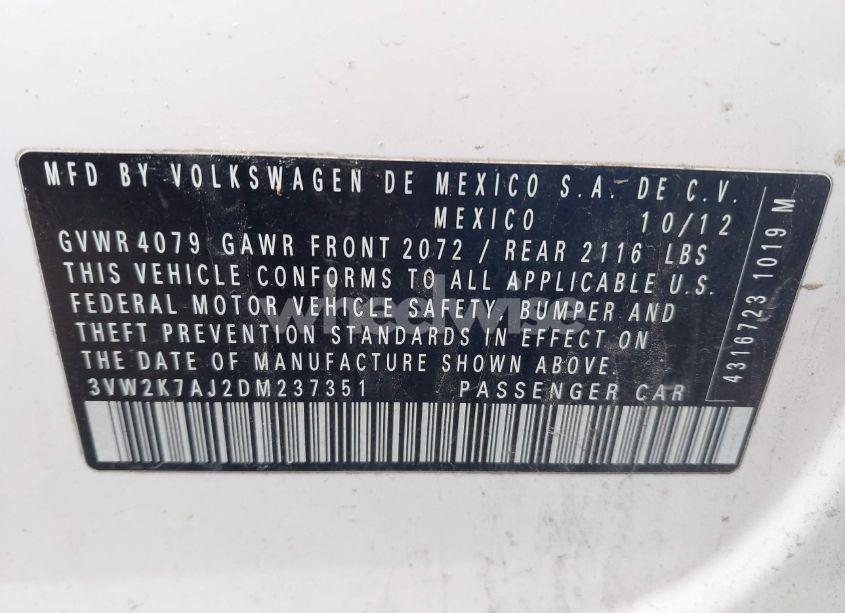 MFD BY VOLKSWAGEN DE MEXICO S.A. DE C.V.
MEXICO 10/12
GVWR 4079 GAWR FRONT 2072 / REAR 2116 LBS
THIS VEHICLE CONFORMS TO ALL APPLICABLE U.S.
FEDERAL MOTOR VEHICLE SAFETY, BUMPER AND
THEFT PREVENTION STANDARDS IN EFFECT ON
THE DATE OF MANUFACTURE SHOWN ABOVE.
3VW2K7AJ2DM237351 PASSENGER CAR
4316723 1019 M
wheelwise